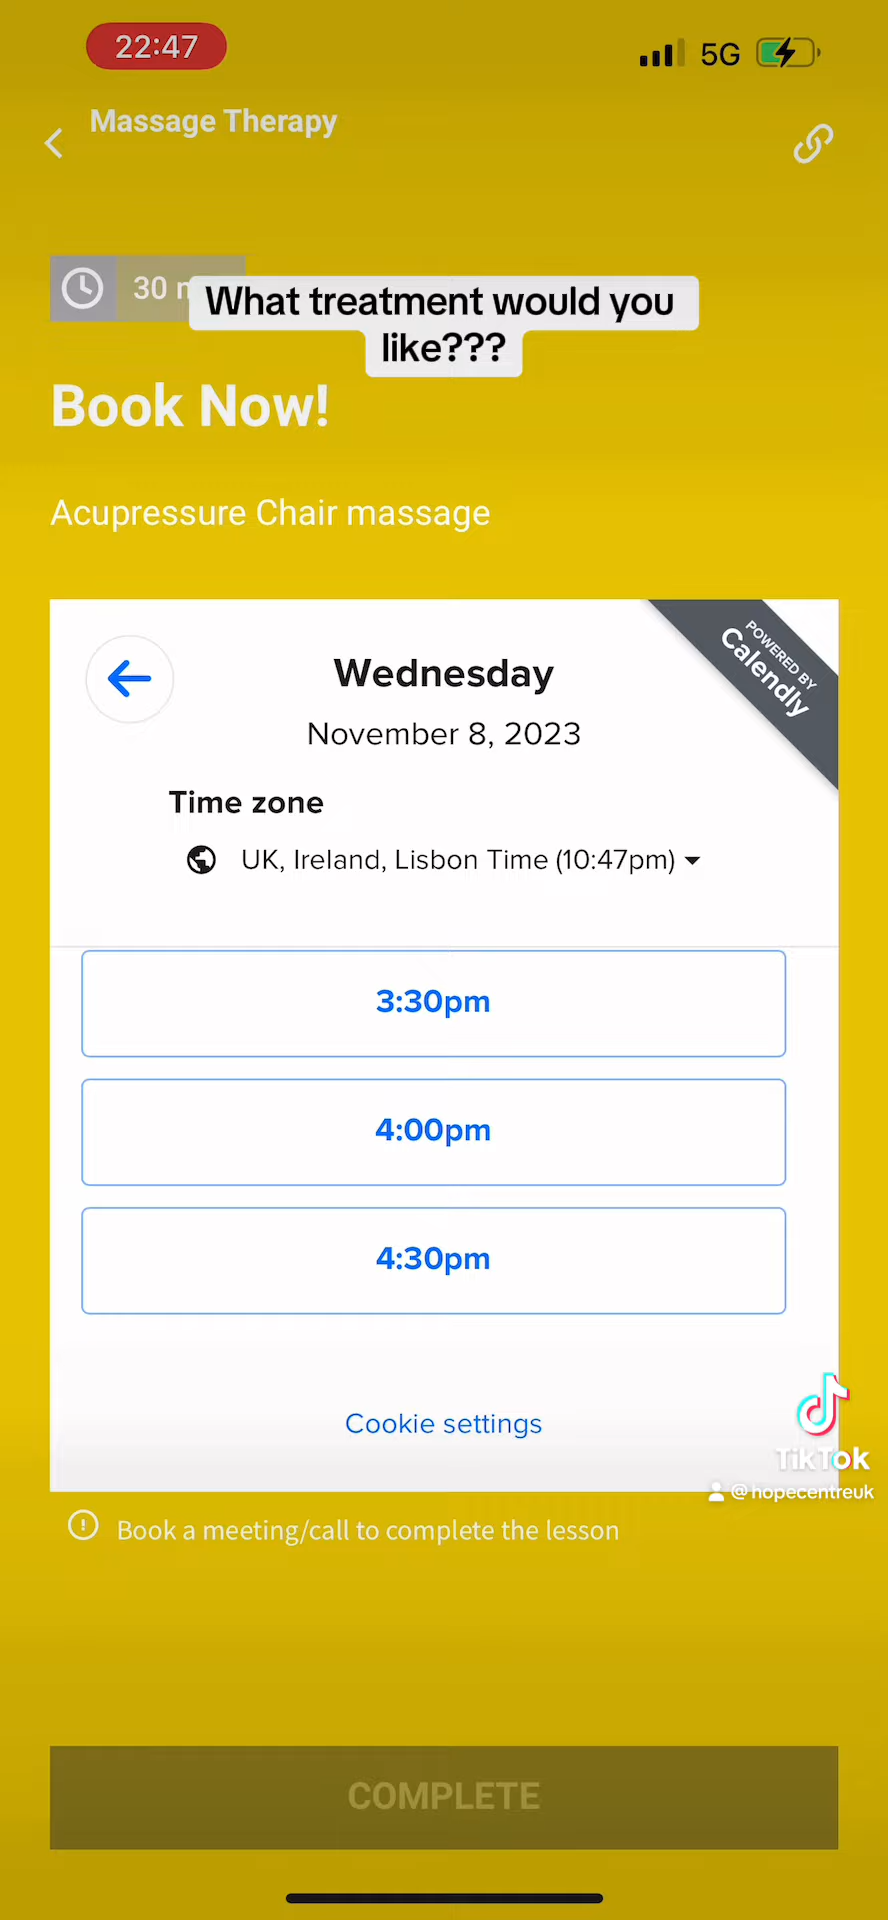 22:47
5G
Massage Therapy
30
What treatment would you
like???
Book Now!
Acupressure Chair massage
POWERED BY
Calendly
Wednesday
November 8, 2023
Time zone
UK, Ireland, Lisbon Time (10:47pm)
3:30pm
4:00pm
4:30pm
Cookie settings
TikTok
@hopecentreuk
Book a meeting/call to complete the lesson
COMPLETE